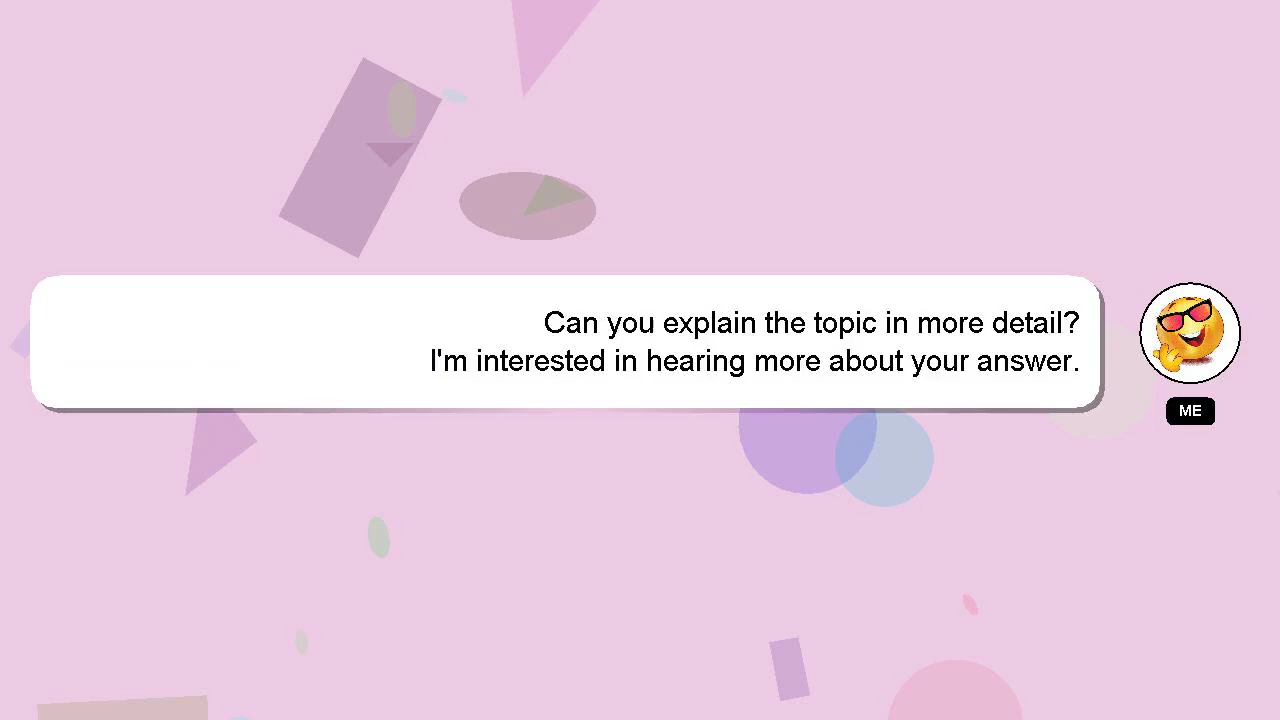 Can you explain the topic in more detail?
I'm interested in hearing more about your answer.
ME